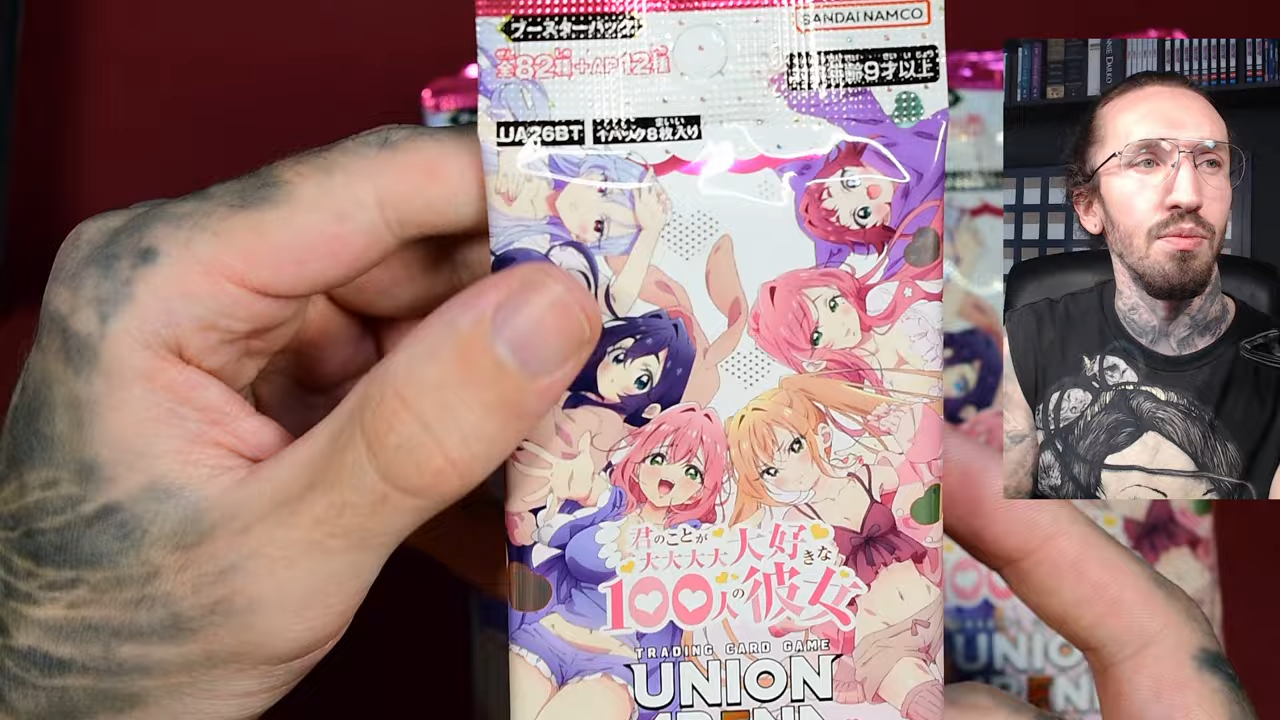 ブースターパック
BANDAI NAMCO
全82種+AP12種
対象年齢9才以上
UA26BT
1パック8枚入り
君のことが
大大大大大好きな
100人の彼女
TRADING CARD GAME
UNION
ARENA